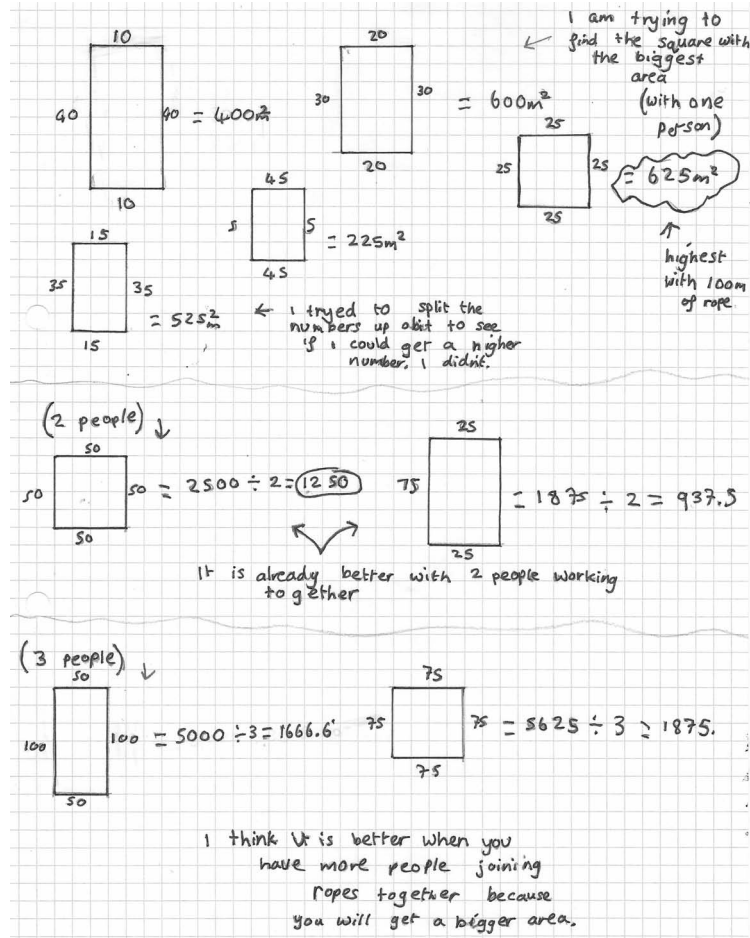 I am trying to
find the square with
the biggest
area
(with one
person)
10
40
40 = 400m²
10
20
30
30 = 600m²
20
25
25
25 = 625m²
25
highest
with 100m
of rope
45
5
5 = 225m²
45
15
35
35 = 525m²
15
I tryed to split the
numbers up abit to see
if i could get a higher
number. I didn't.
(2 people)
50
50
50 = 2500 ÷ 2 = 1250
50
25
75
= 1875 ÷ 2 = 937.5
25
It is already better with 2 people working
together
(3 people)
50
100
100 = 5000 ÷ 3 = 1666.6
50
75
75
75 = 5625 ÷ 3 = 1875.
75
I think it is better when you
have more people joining
ropes together because
you will get a bigger area.